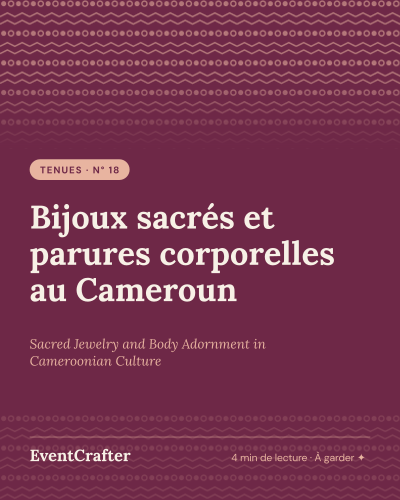 TENUES · N° 18
Bijoux sacrés et
parures corporelles
au Cameroun
Sacred Jewelry and Body Adornment in
Cameroonian Culture
EventCrafter
4 min de lecture · À garder ✦